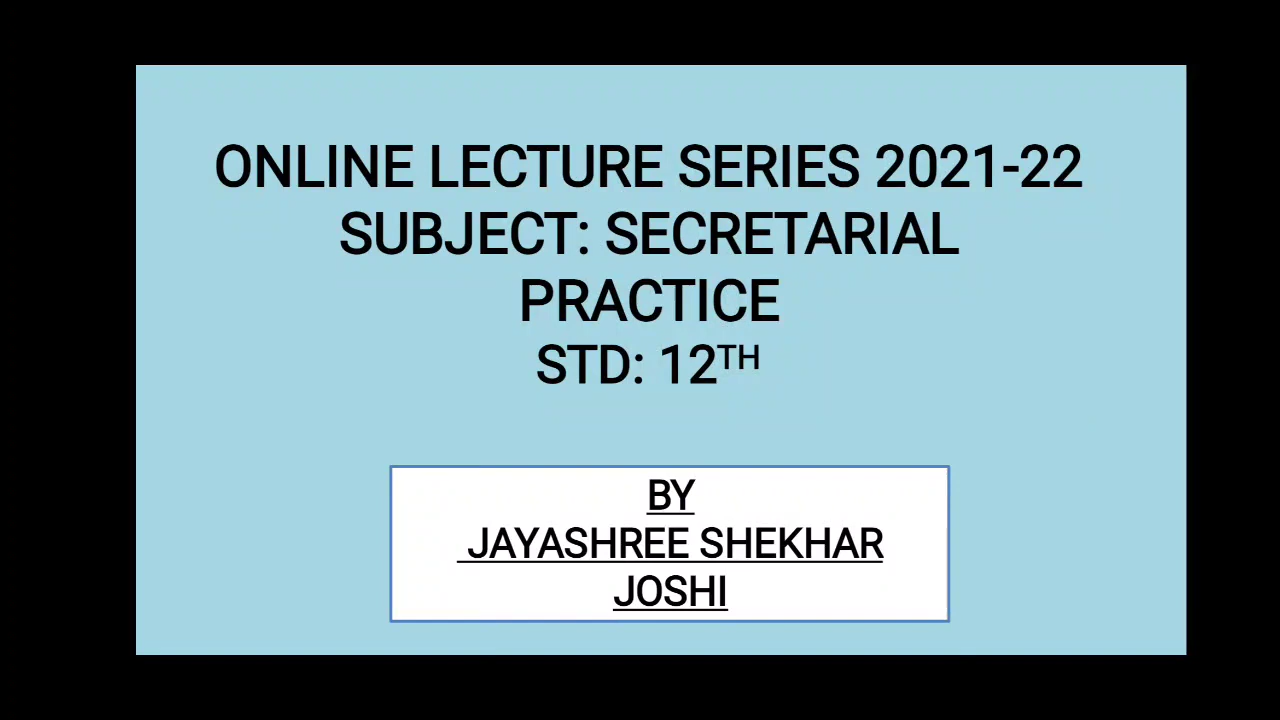 ONLINE LECTURE SERIES 2021-22
SUBJECT: SECRETARIAL
PRACTICE
STD: 12TH
BY
JAYASHREE SHEKHAR
JOSHI